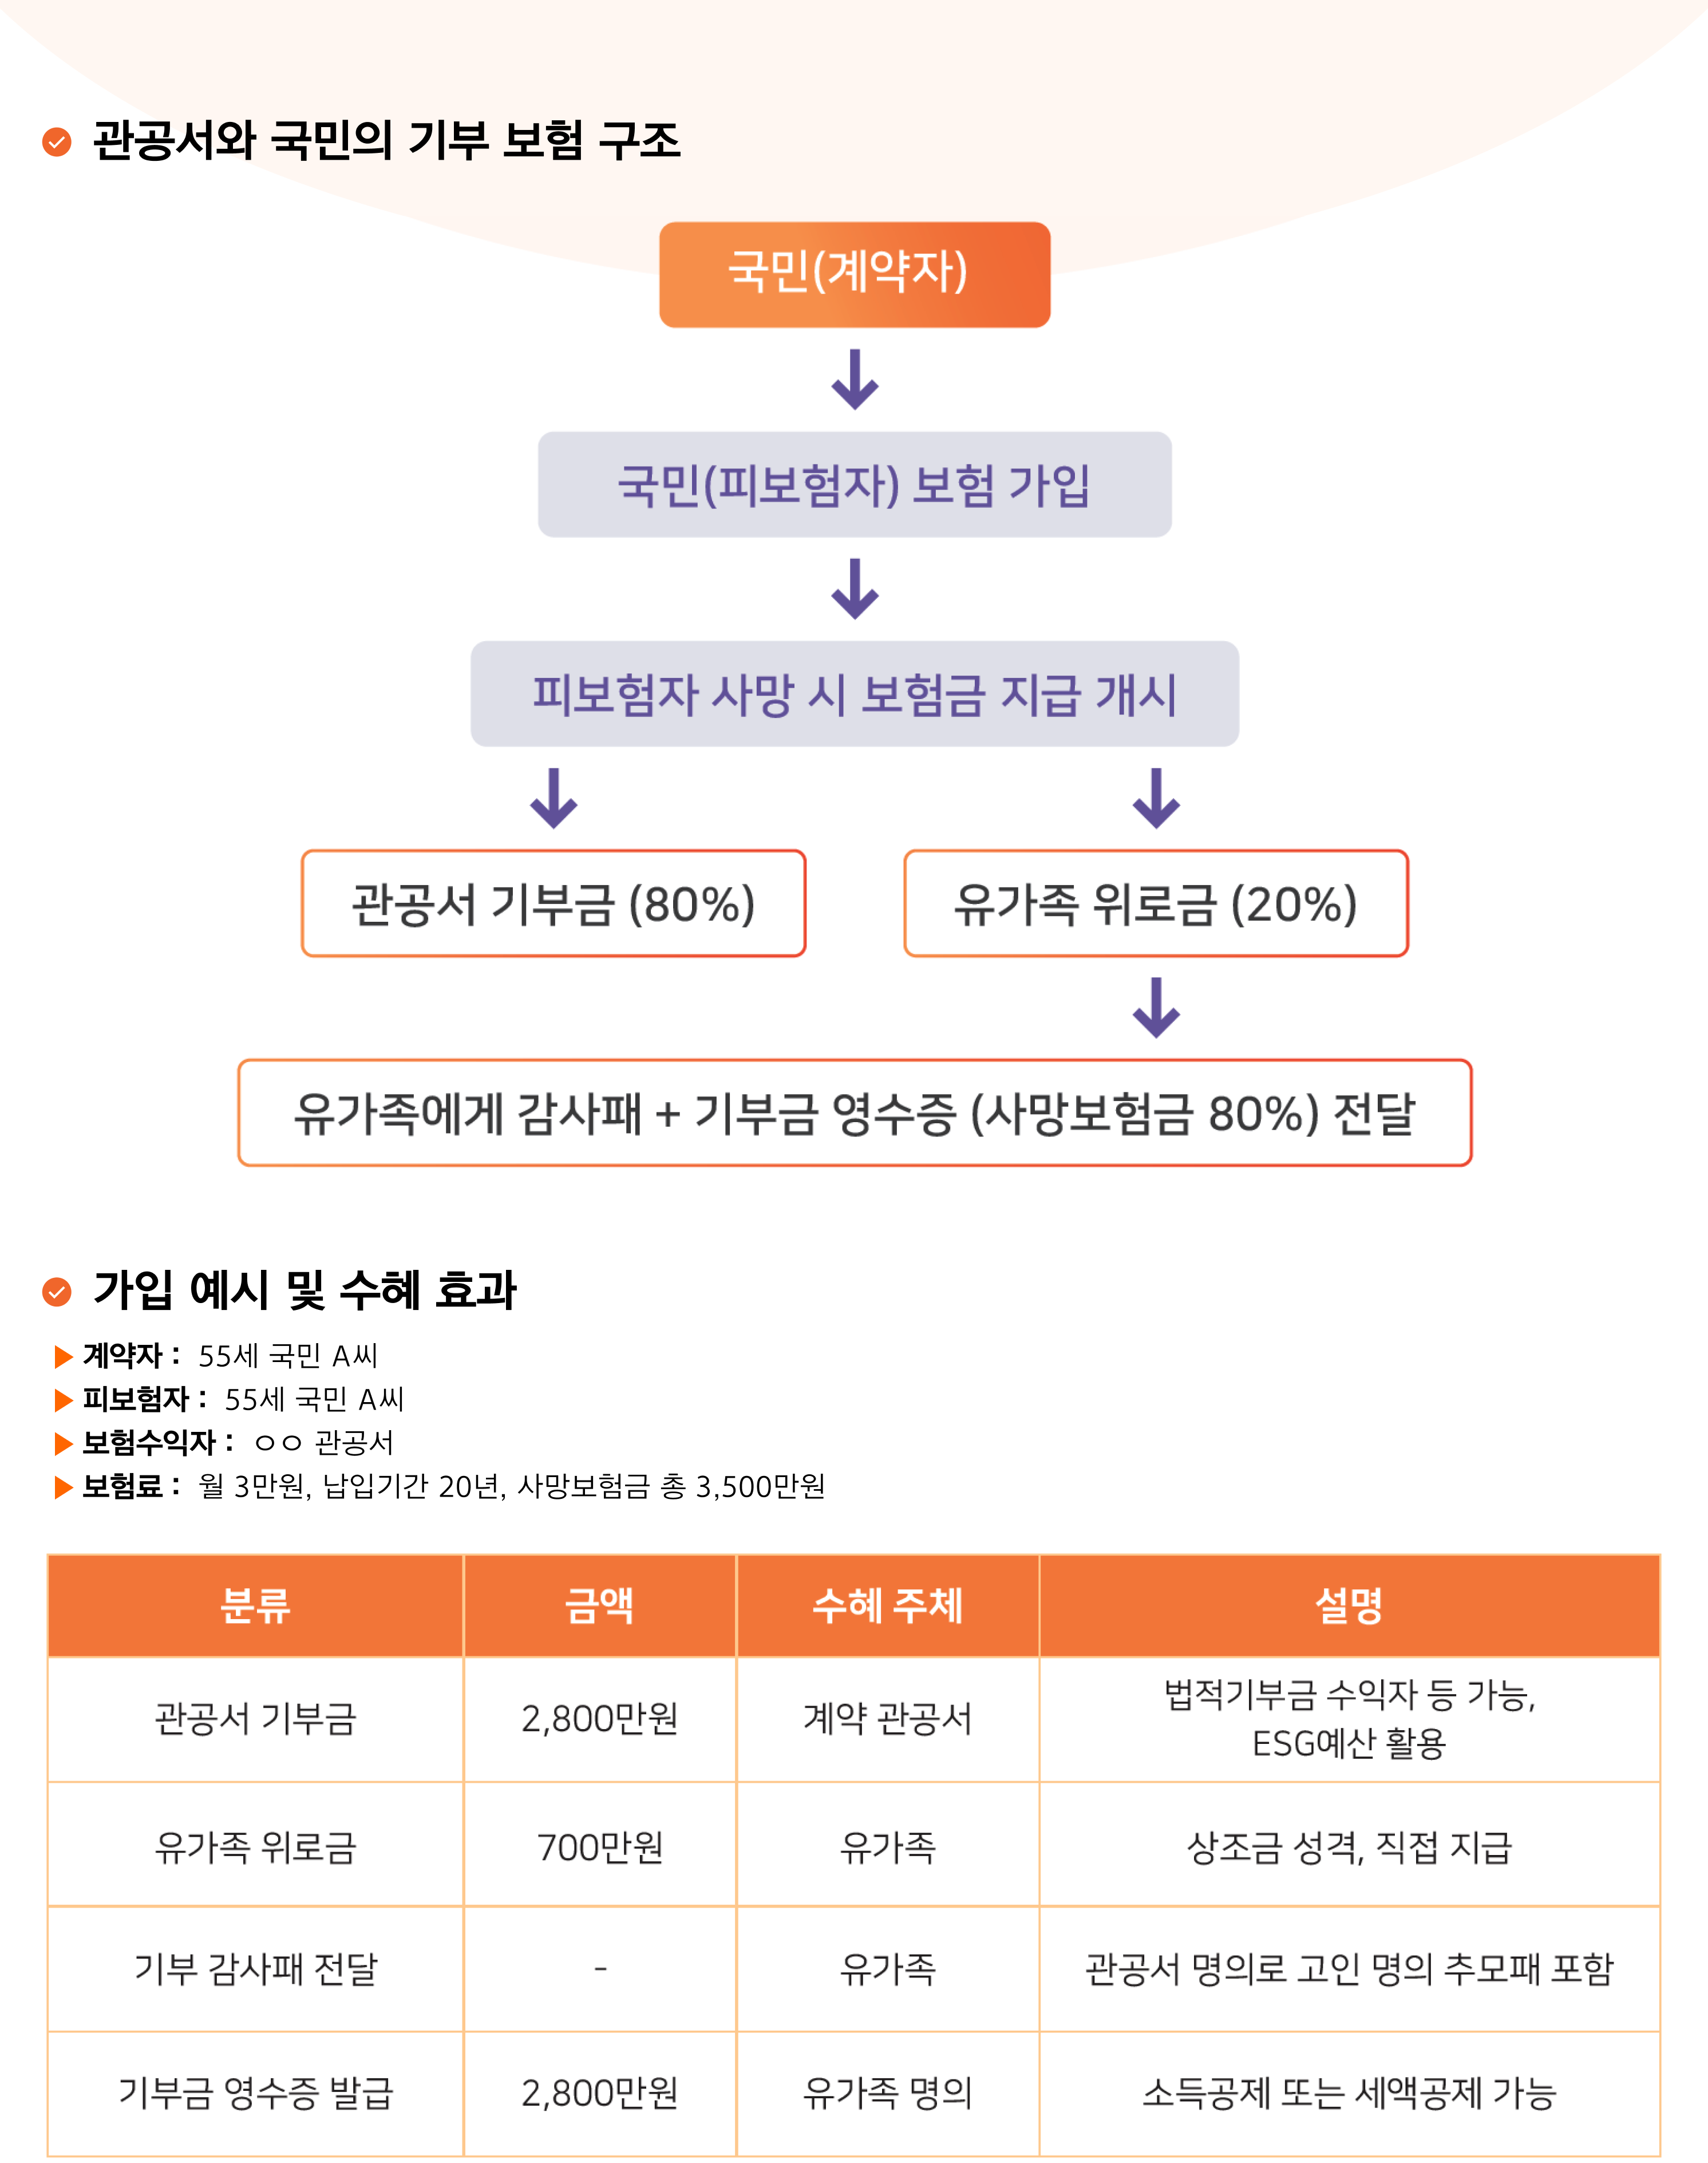 관공서와 국민의 기부 보험 구조
국민(계약자)
국민(피보험자) 보험 가입
피보험자 사망 시 보험금 지급 개시
관공서 기부금 (80%)
유가족 위로금 (20%)
유가족에게 감사패 + 기부금 영수증 (사망보험금 80%) 전달
가입 예시 및 수혜 효과
계약자 : 55세 국민 A씨
피보험자 : 55세 국민 A씨
보험수익자 : ㅇㅇ 관공서
보험료 : 월 3만원, 납입기간 20년, 사망보험금 총 3,500만원
분류 금액 수혜 주체 설명
관공서 기부금 2,800만원 계약 관공서 법적기부금 수익자 등 가능,
ESG예산 활용
유가족 위로금 700만원 유가족 상조금 성격, 직접 지급
기부 감사패 전달 - 유가족 관공서 명의로 고인 명의 추모패 포함
기부금 영수증 발급 2,800만원 유가족 명의 소득공제 또는 세액공제 가능